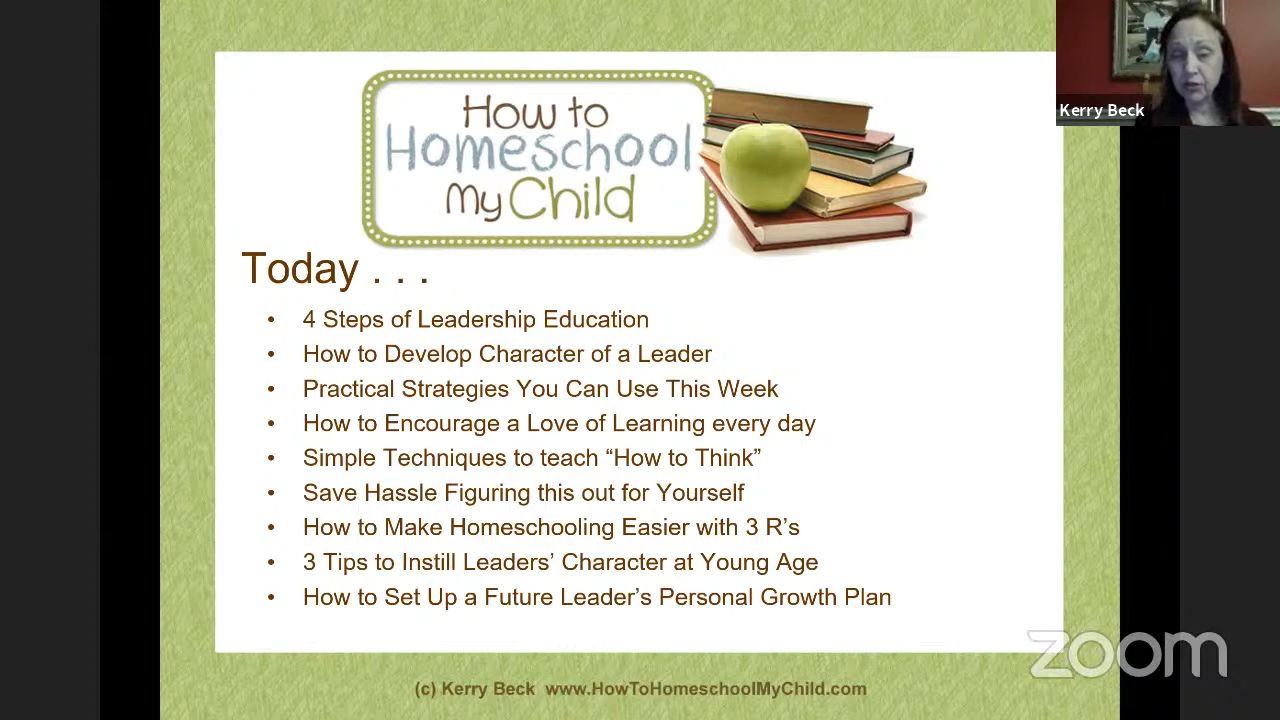 Kerry Beck
How to
Homeschool
My Child
Today . . .
• 4 Steps of Leadership Education
• How to Develop Character of a Leader
• Practical Strategies You Can Use This Week
• How to Encourage a Love of Learning every day
• Simple Techniques to teach “How to Think”
• Save Hassle Figuring this out for Yourself
• How to Make Homeschooling Easier with 3 R’s
• 3 Tips to Instill Leaders’ Character at Young Age
• How to Set Up a Future Leader’s Personal Growth Plan
zoom
(c) Kerry Beck www.HowToHomeschoolMyChild.com